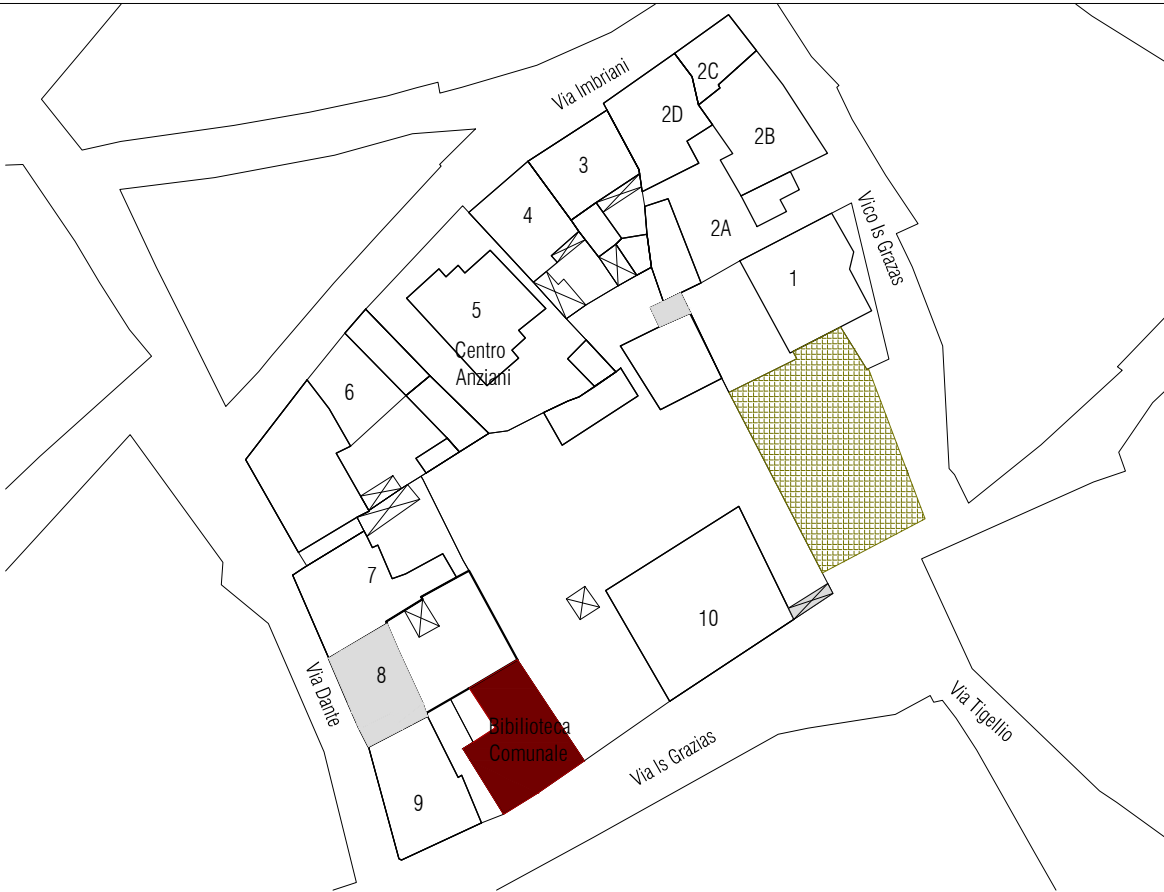 Via Imbriani
2C
2D
2B
3
4
2A
Vico Is Grazas
1
5
Centro
Anziani
6
7
10
8
Via Dante
Bibilioteca
Comunale
Via Tigellio
Via Is Grazias
9